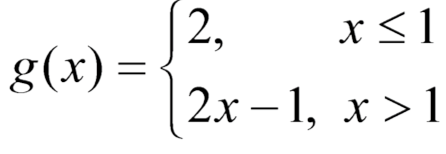 g(x) = { 2, x ≤ 1
2x − 1, x > 1